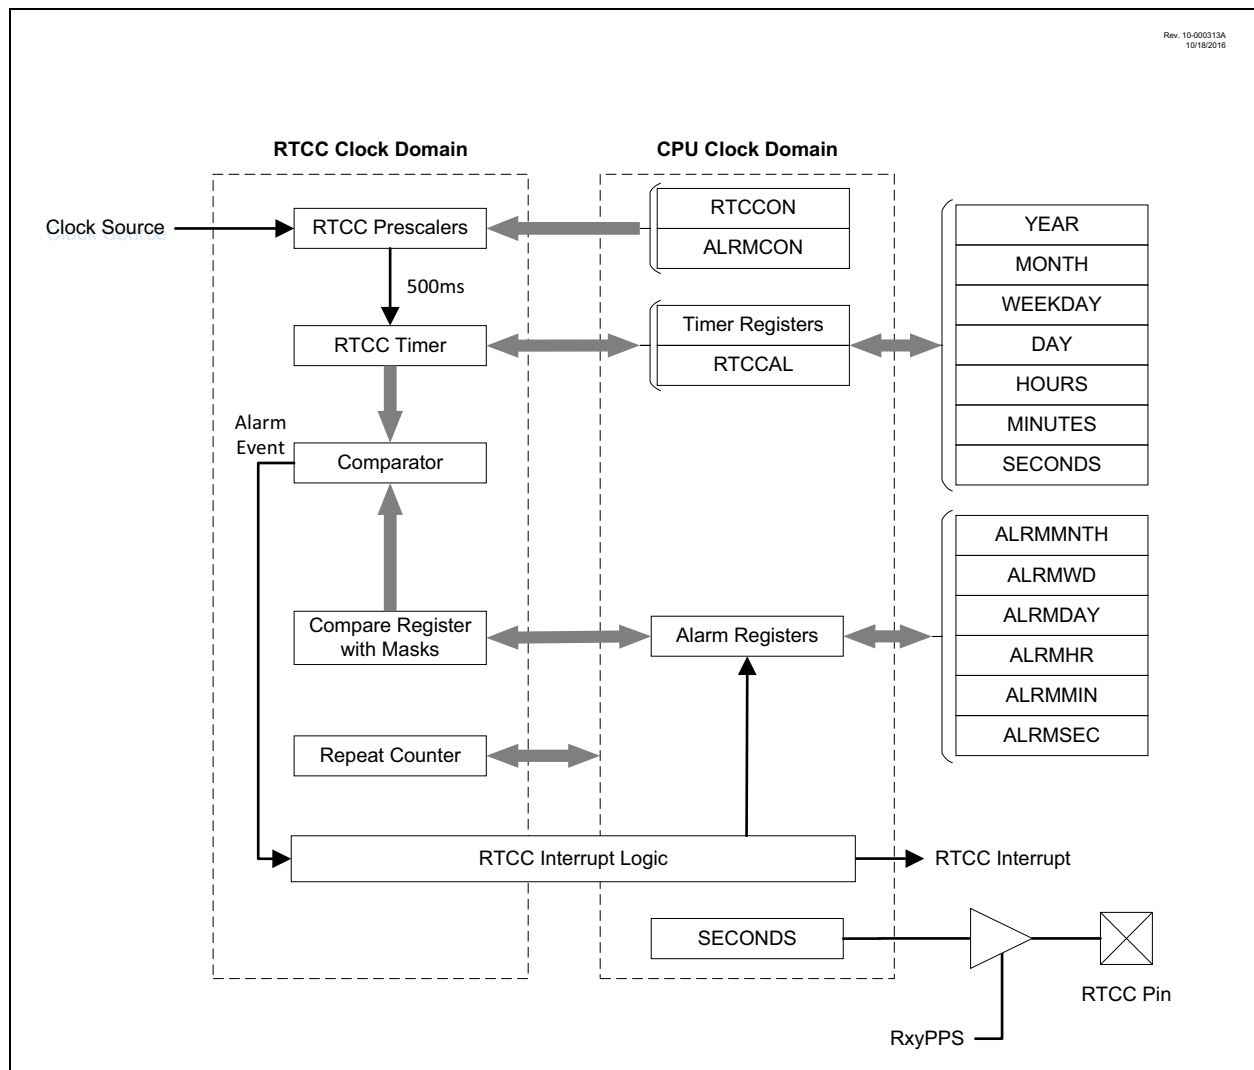 Rev. 10-000313A
10/18/2016
RTCC Clock Domain
CPU Clock Domain
Clock Source
RTCC Prescalers
RTCCON
ALRMCON
500ms
RTCC Timer
Timer Registers
RTCCAL
YEAR
MONTH
WEEKDAY
DAY
HOURS
MINUTES
SECONDS
Alarm
Event
Comparator
Compare Register
with Masks
Alarm Registers
ALRMMNTH
ALRMWD
ALRMDAY
ALRMHR
ALRMMIN
ALRMSEC
Repeat Counter
RTCC Interrupt Logic
RTCC Interrupt
SECONDS
RTCC Pin
RxyPPS